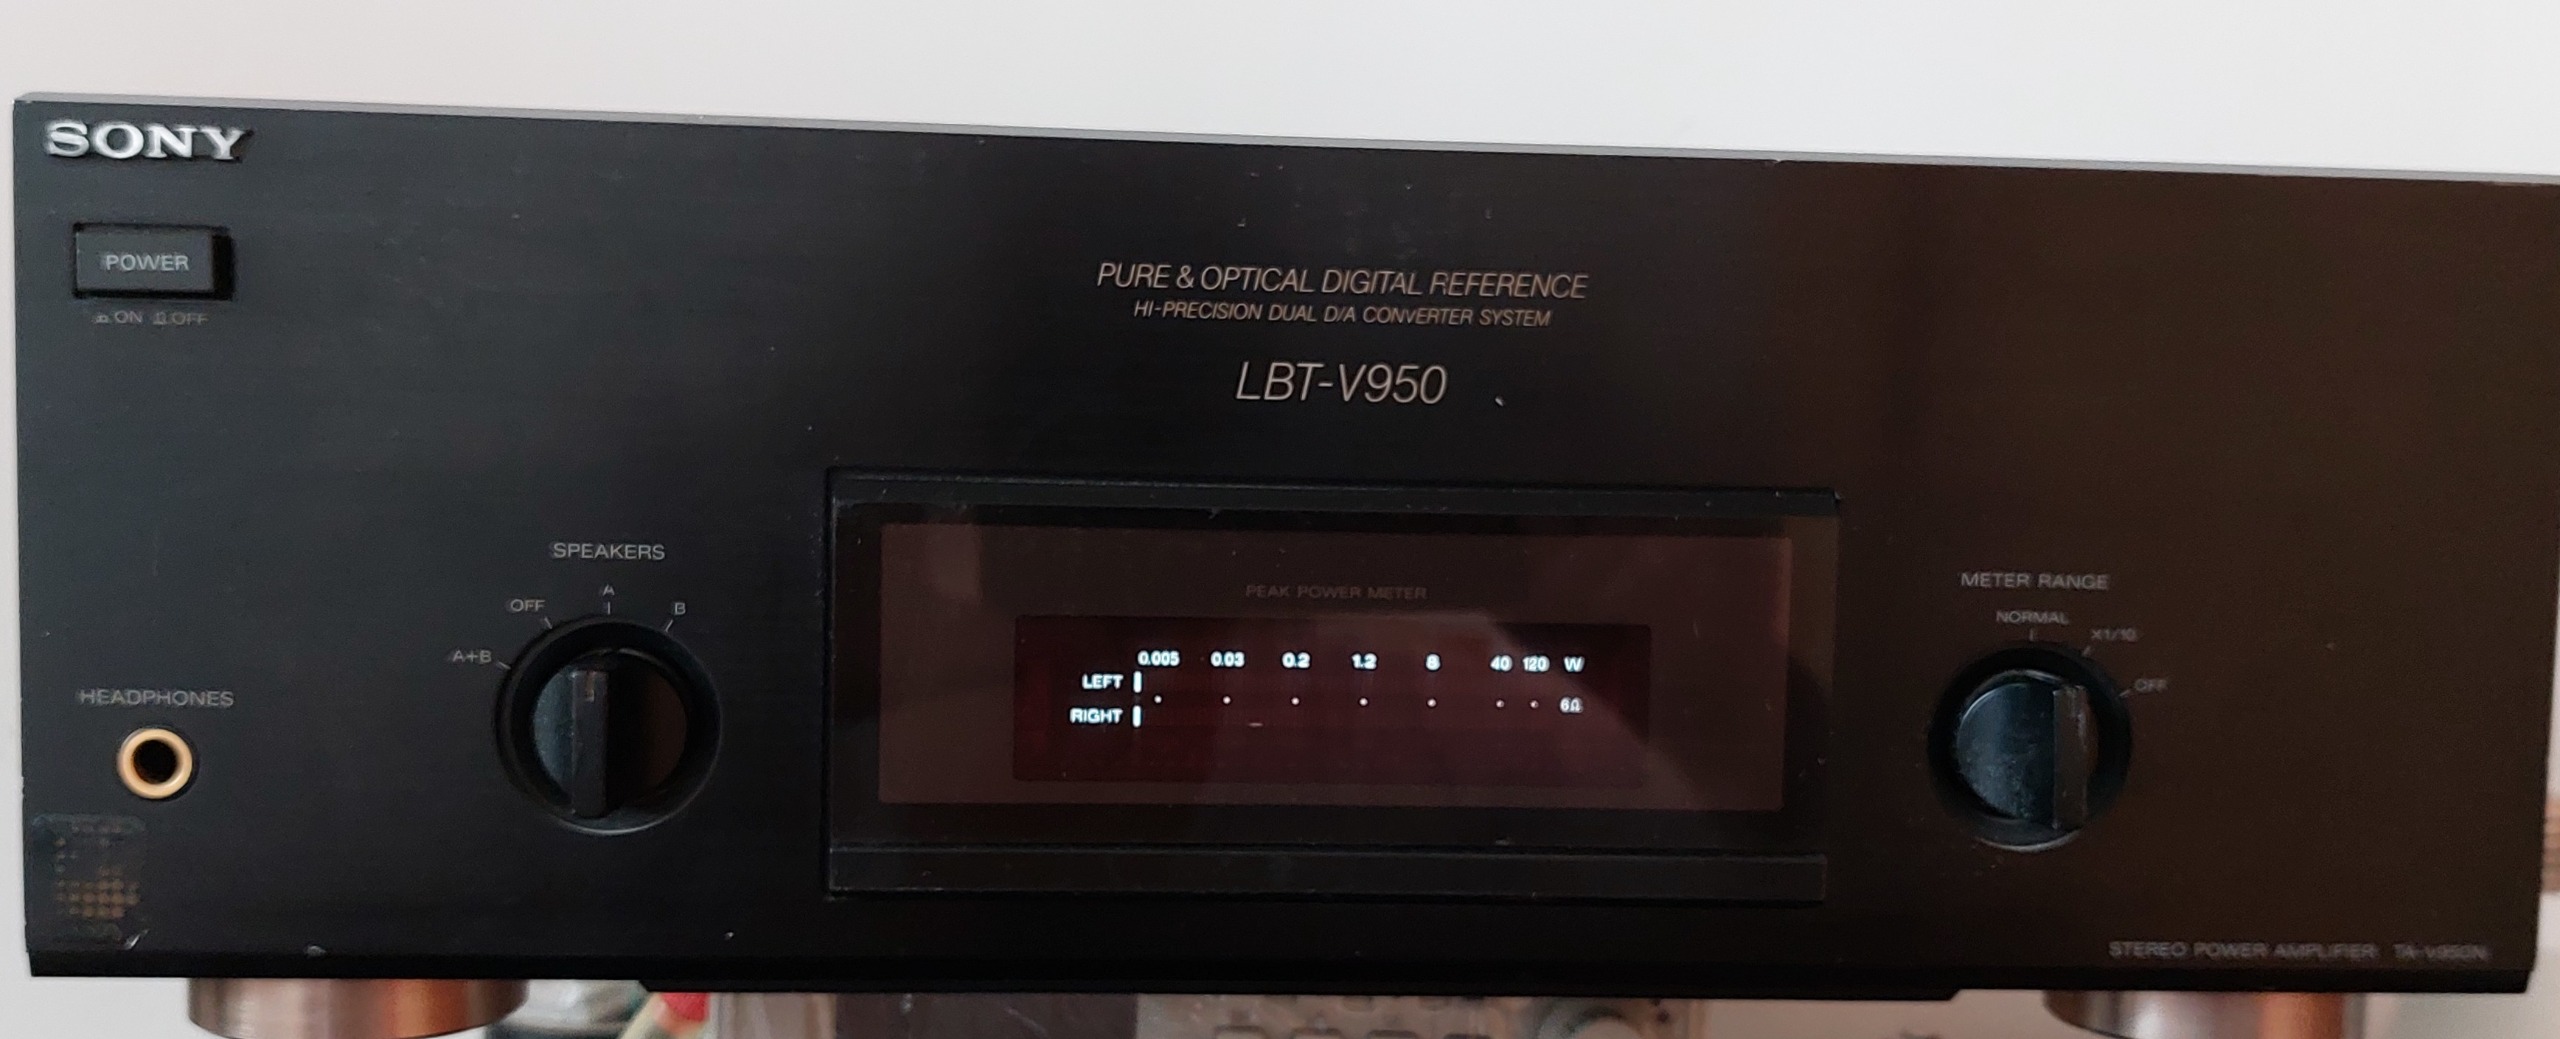 SONY
POWER
ON OFF
PURE & OPTICAL DIGITAL REFERENCE
HI-PRECISION DUAL D/A CONVERTER SYSTEM
LBT-V950
SPEAKERS
A+B OFF A B
HEADPHONES
PEAK POWER METER
0.005 0.03 0.2 1.2 8 40 120 W
LEFT
6Ω
RIGHT
METER RANGE
NORMAL X1/10 OFF
STEREO POWER AMPLIFIER TA-V950N